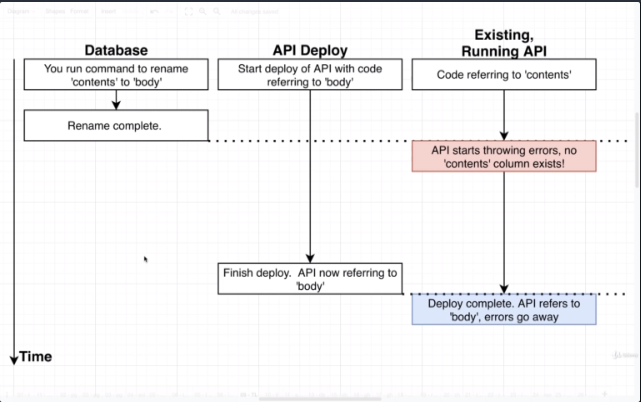 Database
You run command to rename
'contents' to 'body'
Rename complete.
API Deploy
Start deploy of API with code
referring to 'body'
Finish deploy. API now referring to
'body'
Existing,
Running API
Code referring to 'contents'
API starts throwing errors, no
'contents' column exists!
Deploy complete. API refers to
'body', errors go away
Time